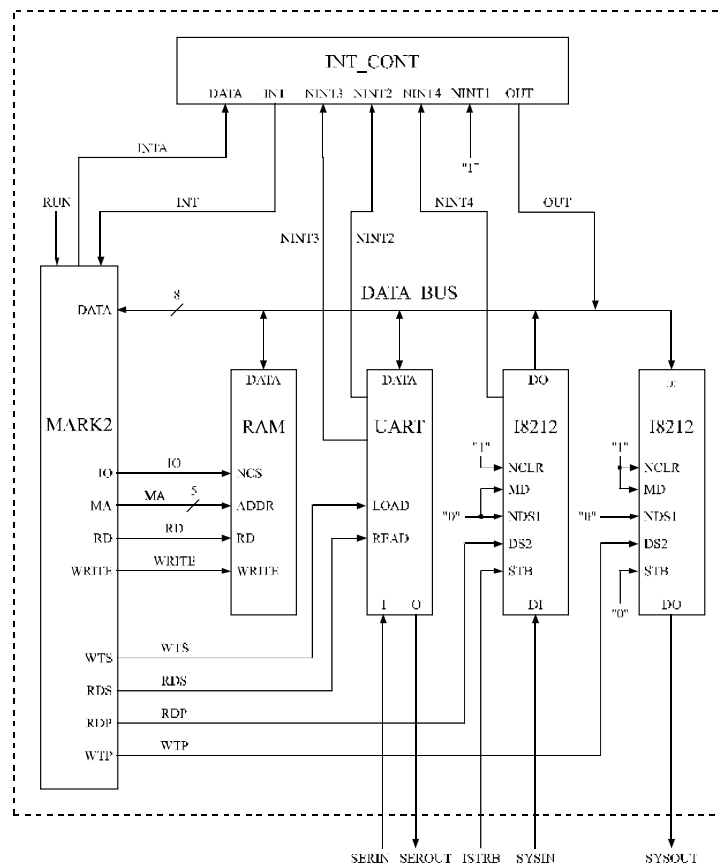 INT_CONT
DATA INT NINT3 NINT2 NINT4 NINT1 OUT
INTA
"1"
RUN
INT
NINT4
OUT
NINT3
NINT2
8
DATA BUS
DATA
DATA
DATA
DO
MARK2
RAM
UART
I8212
I8212
"1"
"1"
IO
IO
NCS
NCLR
NCLR
MA
MA
5
ADDR
LOAD
MD
MD
"0"
NDS1
"0"
NDS1
RD
RD
RD
READ
DS2
DS2
WRITE
WRITE
WRITE
STB
STB
I O
DI
"0"
DO
WTS
WTS
RDS
RDS
RDP
RDP
WTP
WTP
SERIN SEROUT ISTRB SYSIN SYSOUT